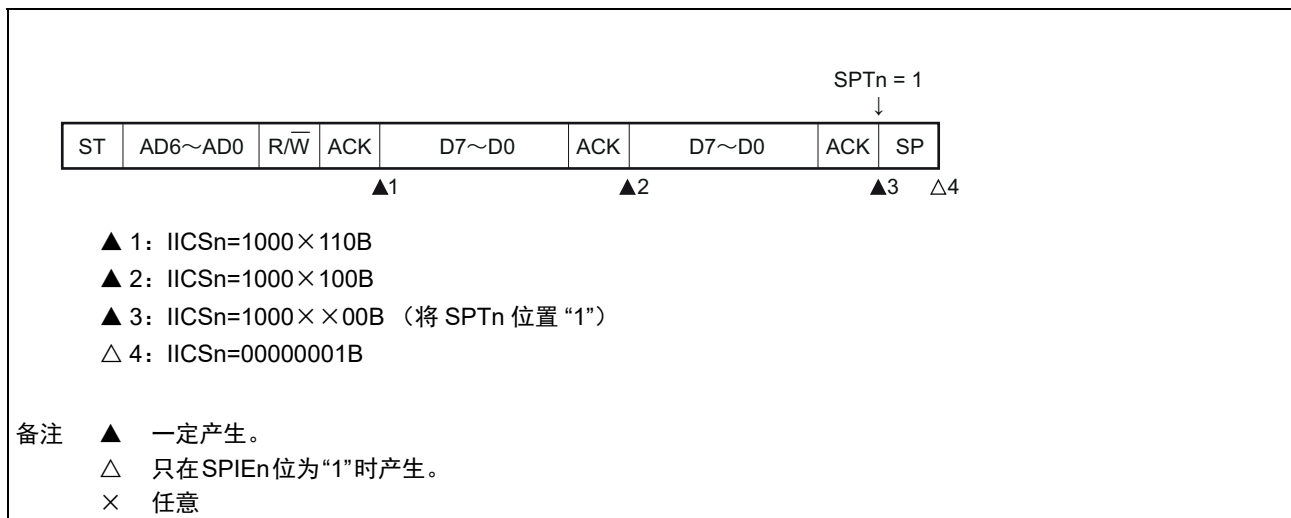 SPTn = 1
↓
ST AD6～AD0 R/W̅ ACK D7～D0 ACK D7～D0 ACK SP
▲1 ▲2 ▲3 △4
▲ 1：IICSn=1000×110B
▲ 2：IICSn=1000×100B
▲ 3：IICSn=1000××00B （将 SPTn 位置 “1”）
△ 4：IICSn=00000001B
备注 ▲ 一定产生。
△ 只在SPIEn位为“1”时产生。
× 任意